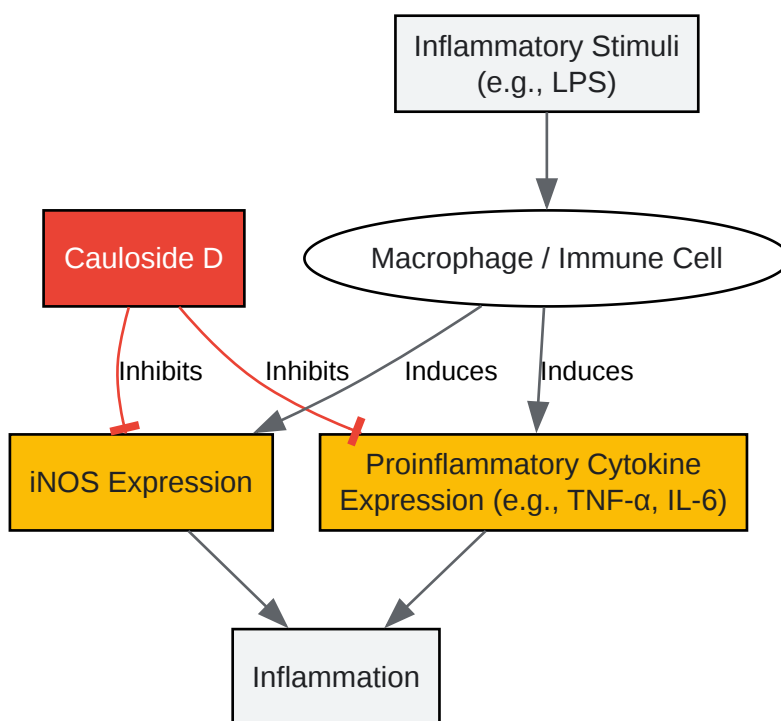 Inflammatory Stimuli
(e.g., LPS)
Cauloside D
Macrophage / Immune Cell
Inhibits
Inhibits
Induces
Induces
iNOS Expression
Proinflammatory Cytokine
Expression (e.g., TNF-α, IL-6)
Inflammation